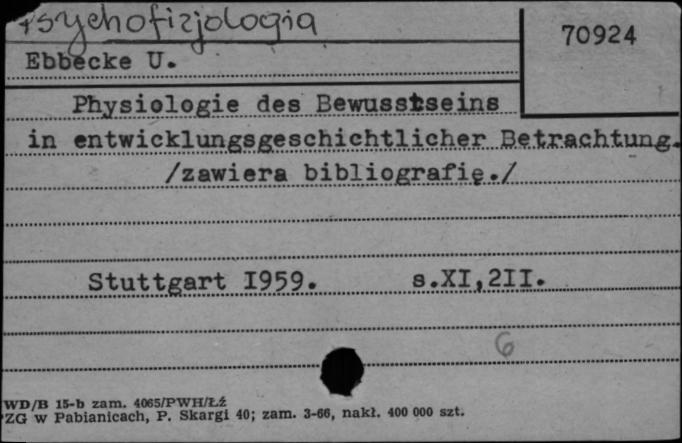 Psychofizjologia
70924
Ebbecke U.
Physiologie des Bewusstseins
in entwicklungsgeschichtlicher Betrachtung.
/zawiera bibliografię./
Stuttgart I959. s.XI,2II.
6
WD/B 15-b zam. 4065/PWH/Łź
PZG w Pabianicach, P. Skargi 40; zam. 3-66, nakł. 400 000 szt.